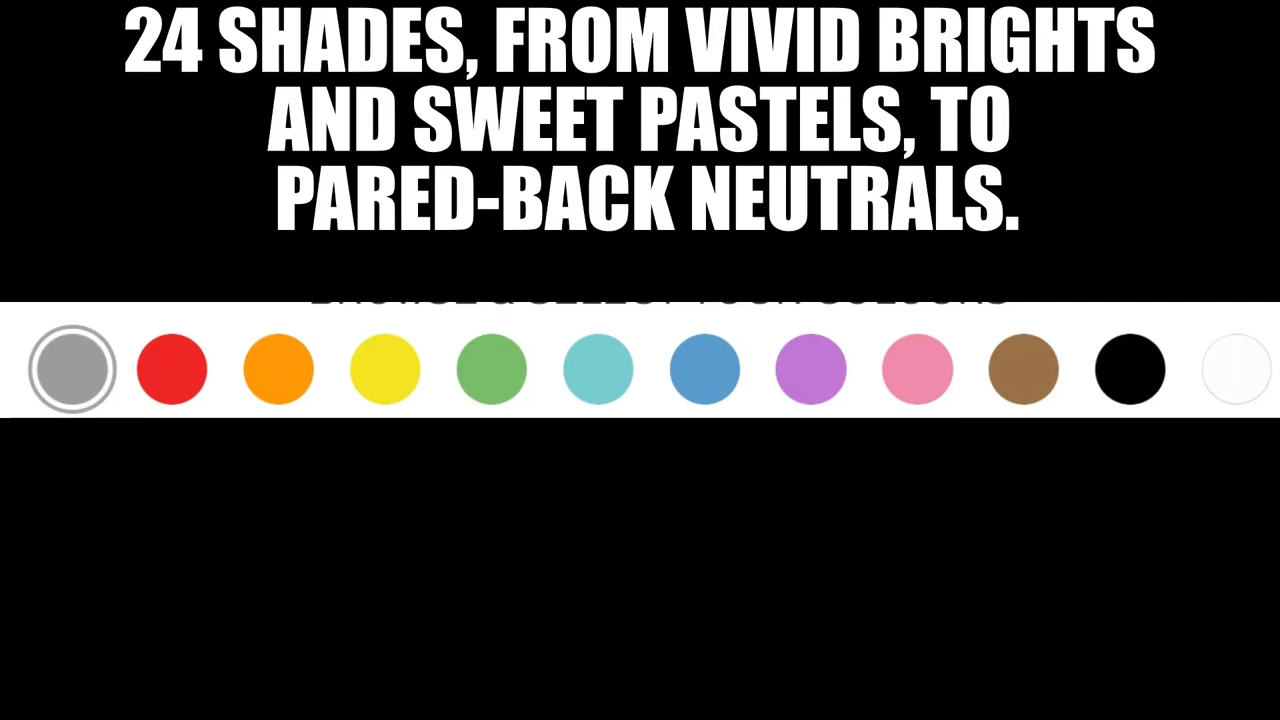 24 SHADES, FROM VIVID BRIGHTS
AND SWEET PASTELS, TO
PARED-BACK NEUTRALS.